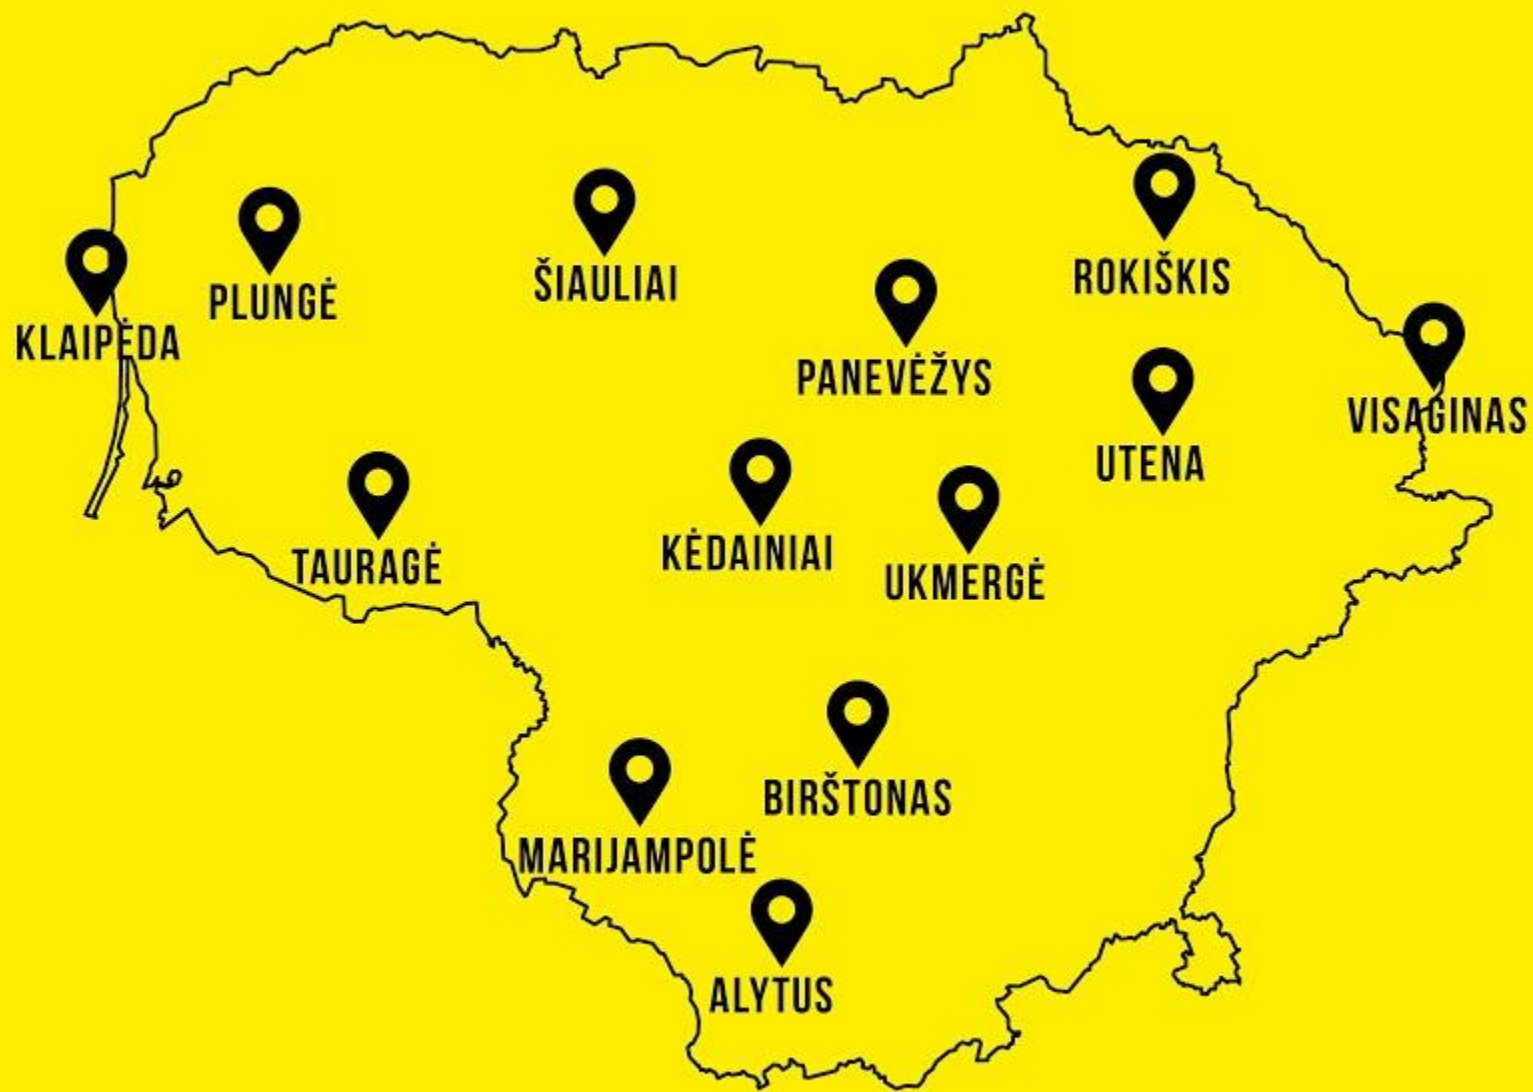 ROKIŠKIS
ŠIAULIAI
PLUNGĖ
KLAIPĖDA
PANEVĖŽYS
VISAGINAS
UTENA
KĖDAINIAI
TAURAGĖ
UKMERGĖ
BIRŠTONAS
MARIJAMPOLĖ
ALYTUS